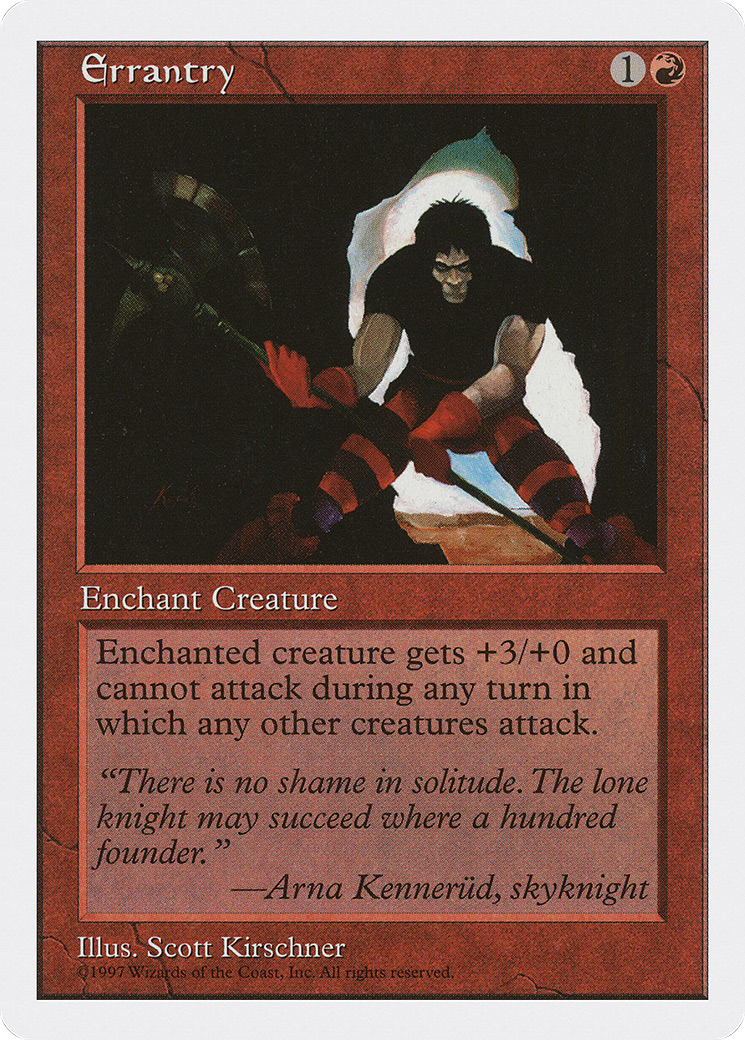 Errantry
1
Enchant Creature
Enchanted creature gets +3/+0 and
cannot attack during any turn in
which any other creatures attack.
“There is no shame in solitude. The lone
knight may succeed where a hundred
founder.”
—Arna Kennerüd, skyknight
Illus. Scott Kirschner
©1997 Wizards of the Coast, Inc. All rights reserved.